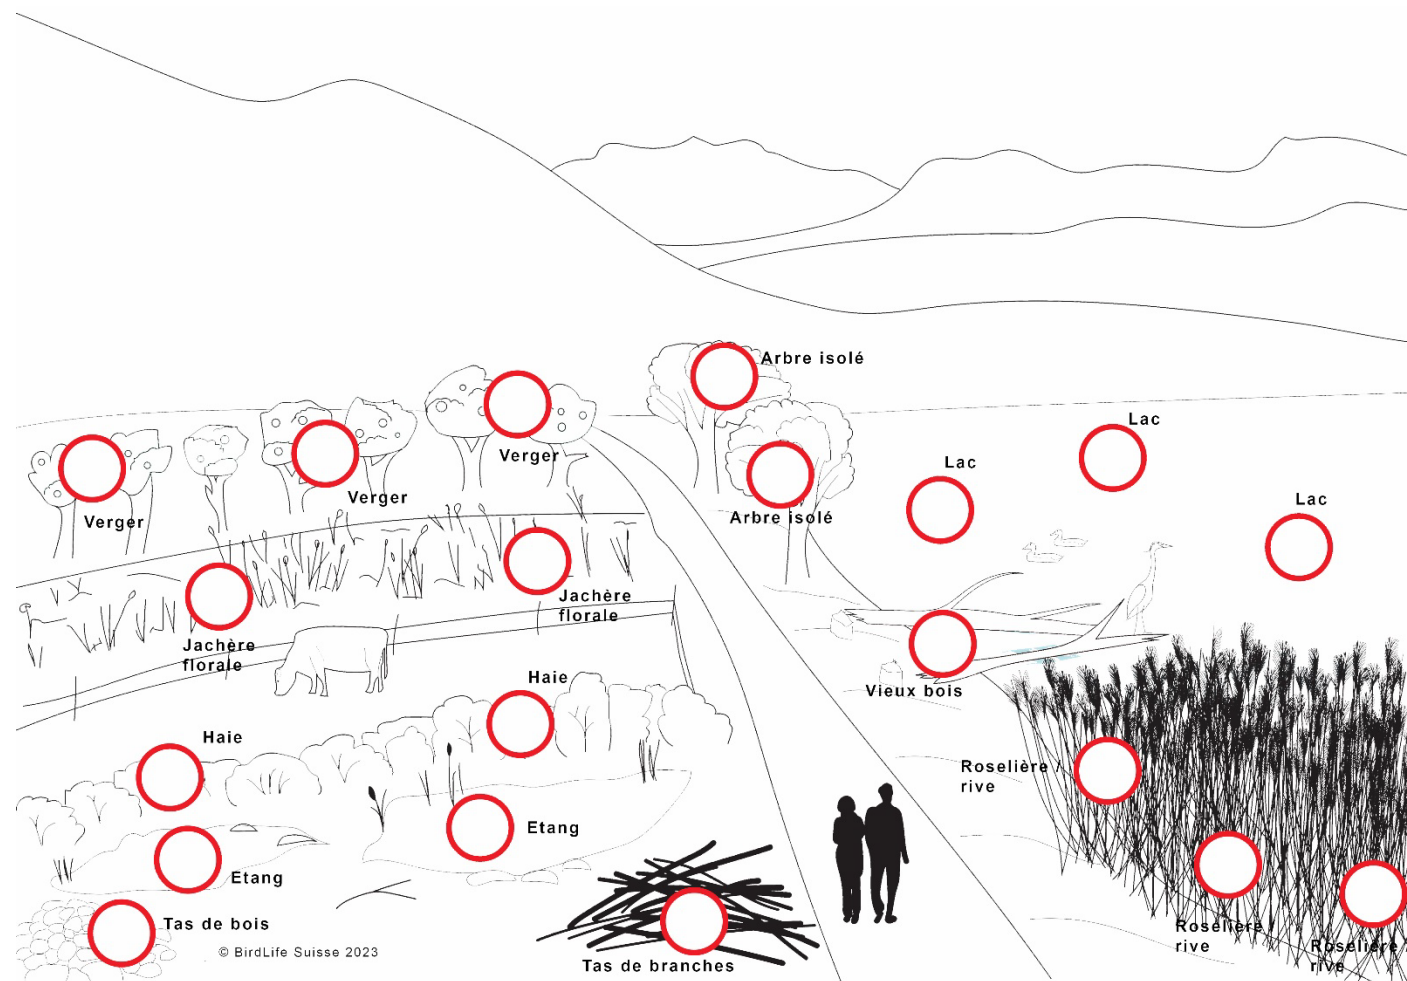 Arbre isolé
Lac
Verger
Lac
Verger
Lac
Verger
Arbre isolé
Jachère
florale
Jachère
florale
Haie
Vieux bois
Haie
Roselière /
rive
Etang
Etang
Tas de bois
Roselière /
rive
© BirdLife Suisse 2023
Roselière /
rive
Tas de branches